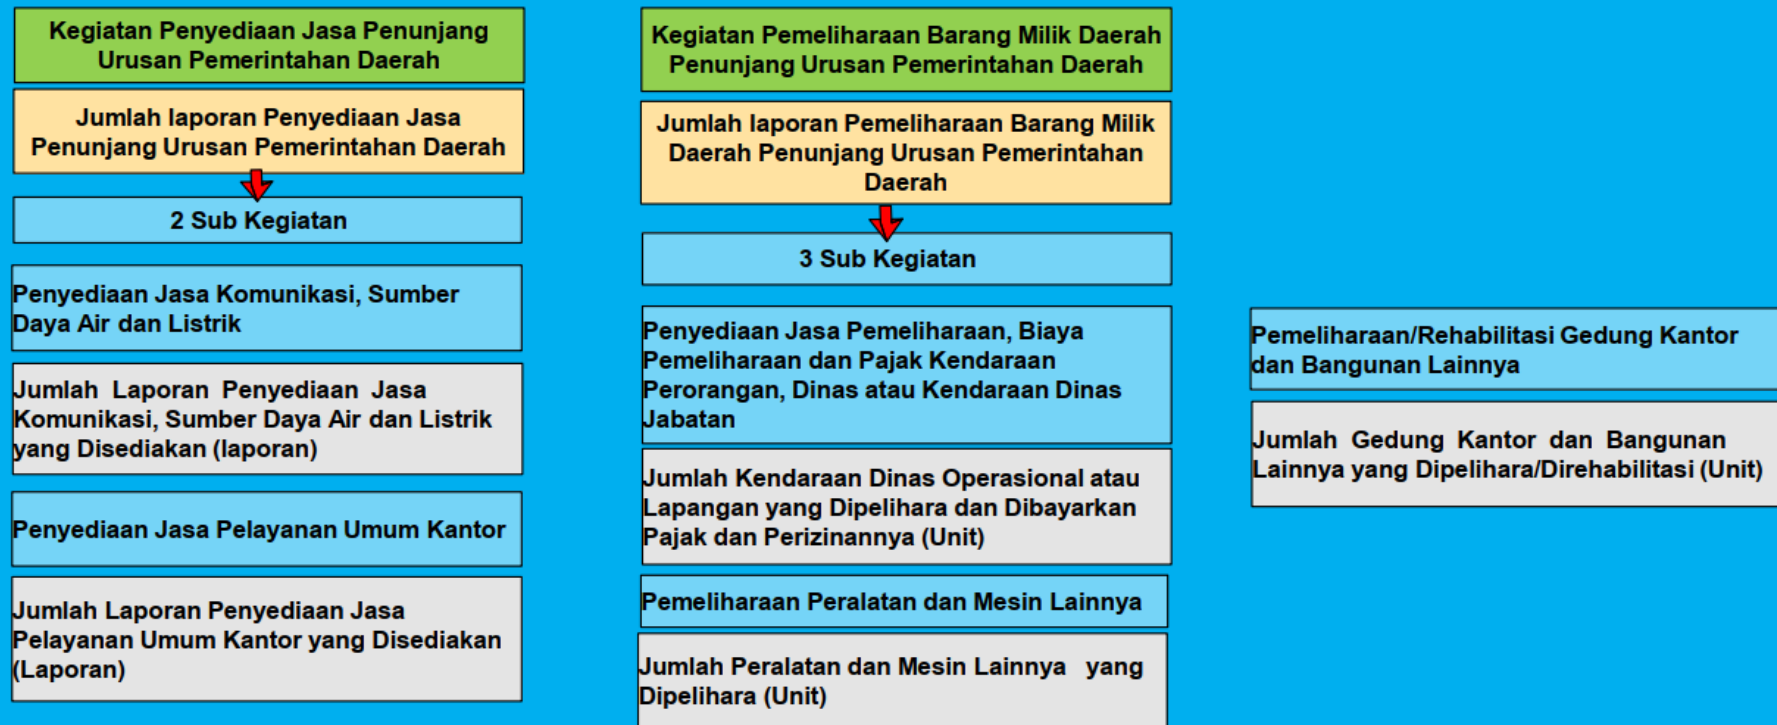 Kegiatan Penyediaan Jasa Penunjang
Urusan Pemerintahan Daerah
Jumlah laporan Penyediaan Jasa
Penunjang Urusan Pemerintahan Daerah
2 Sub Kegiatan
Penyediaan Jasa Komunikasi, Sumber
Daya Air dan Listrik
Jumlah Laporan Penyediaan Jasa
Komunikasi, Sumber Daya Air dan Listrik
yang Disediakan (laporan)
Penyediaan Jasa Pelayanan Umum Kantor
Jumlah Laporan Penyediaan Jasa
Pelayanan Umum Kantor yang Disediakan
(Laporan)
Kegiatan Pemeliharaan Barang Milik Daerah
Penunjang Urusan Pemerintahan Daerah
Jumlah laporan Pemeliharaan Barang Milik
Daerah Penunjang Urusan Pemerintahan
Daerah
3 Sub Kegiatan
Penyediaan Jasa Pemeliharaan, Biaya
Pemeliharaan dan Pajak Kendaraan
Perorangan, Dinas atau Kendaraan Dinas
Jabatan
Jumlah Kendaraan Dinas Operasional atau
Lapangan yang Dipelihara dan Dibayarkan
Pajak dan Perizinannya (Unit)
Pemeliharaan Peralatan dan Mesin Lainnya
Jumlah Peralatan dan Mesin Lainnya yang
Dipelihara (Unit)
Pemeliharaan/Rehabilitasi Gedung Kantor
dan Bangunan Lainnya
Jumlah Gedung Kantor dan Bangunan
Lainnya yang Dipelihara/Direhabilitasi (Unit)